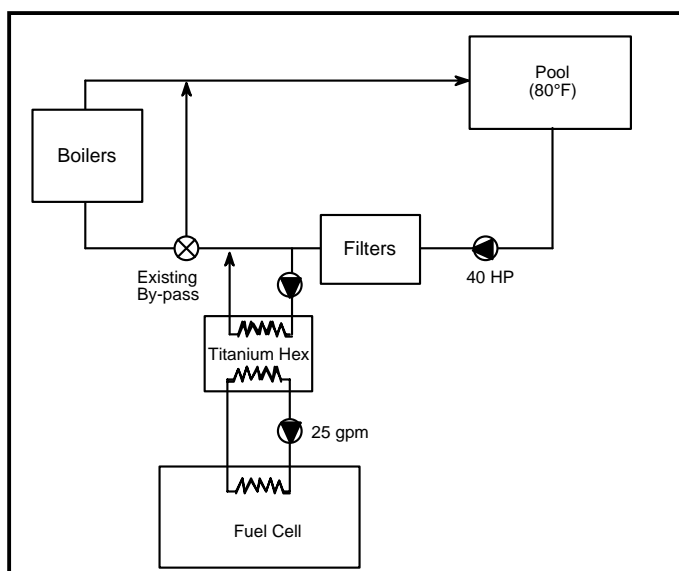 Pool
(80°F)
Boilers
Filters
Existing
By-pass
40 HP
Titanium Hex
25 gpm
Fuel Cell